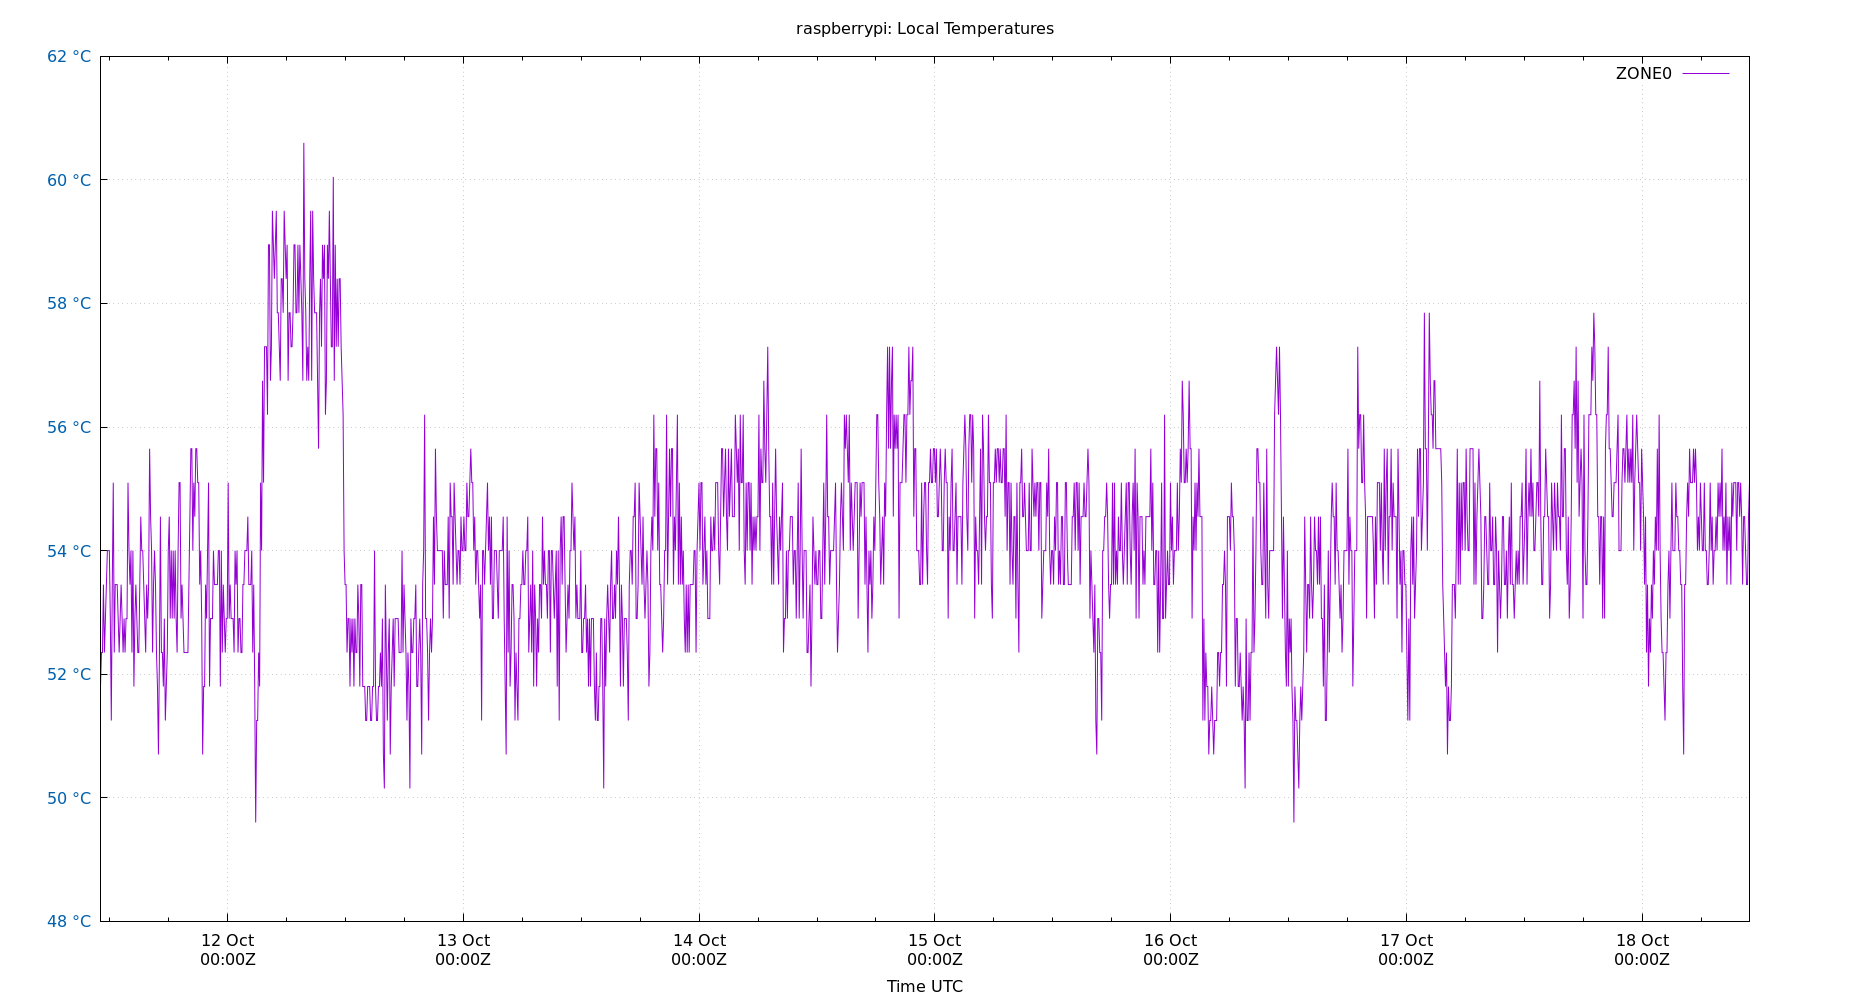 raspberrypi: Local Temperatures
62 °C
ZONE0
60 °C
58 °C
56 °C
54 °C
52 °C
50 °C
48 °C
12 Oct 13 Oct 14 Oct 15 Oct 16 Oct 17 Oct 18 Oct
00:00Z 00:00Z 00:00Z 00:00Z 00:00Z 00:00Z 00:00Z
Time UTC